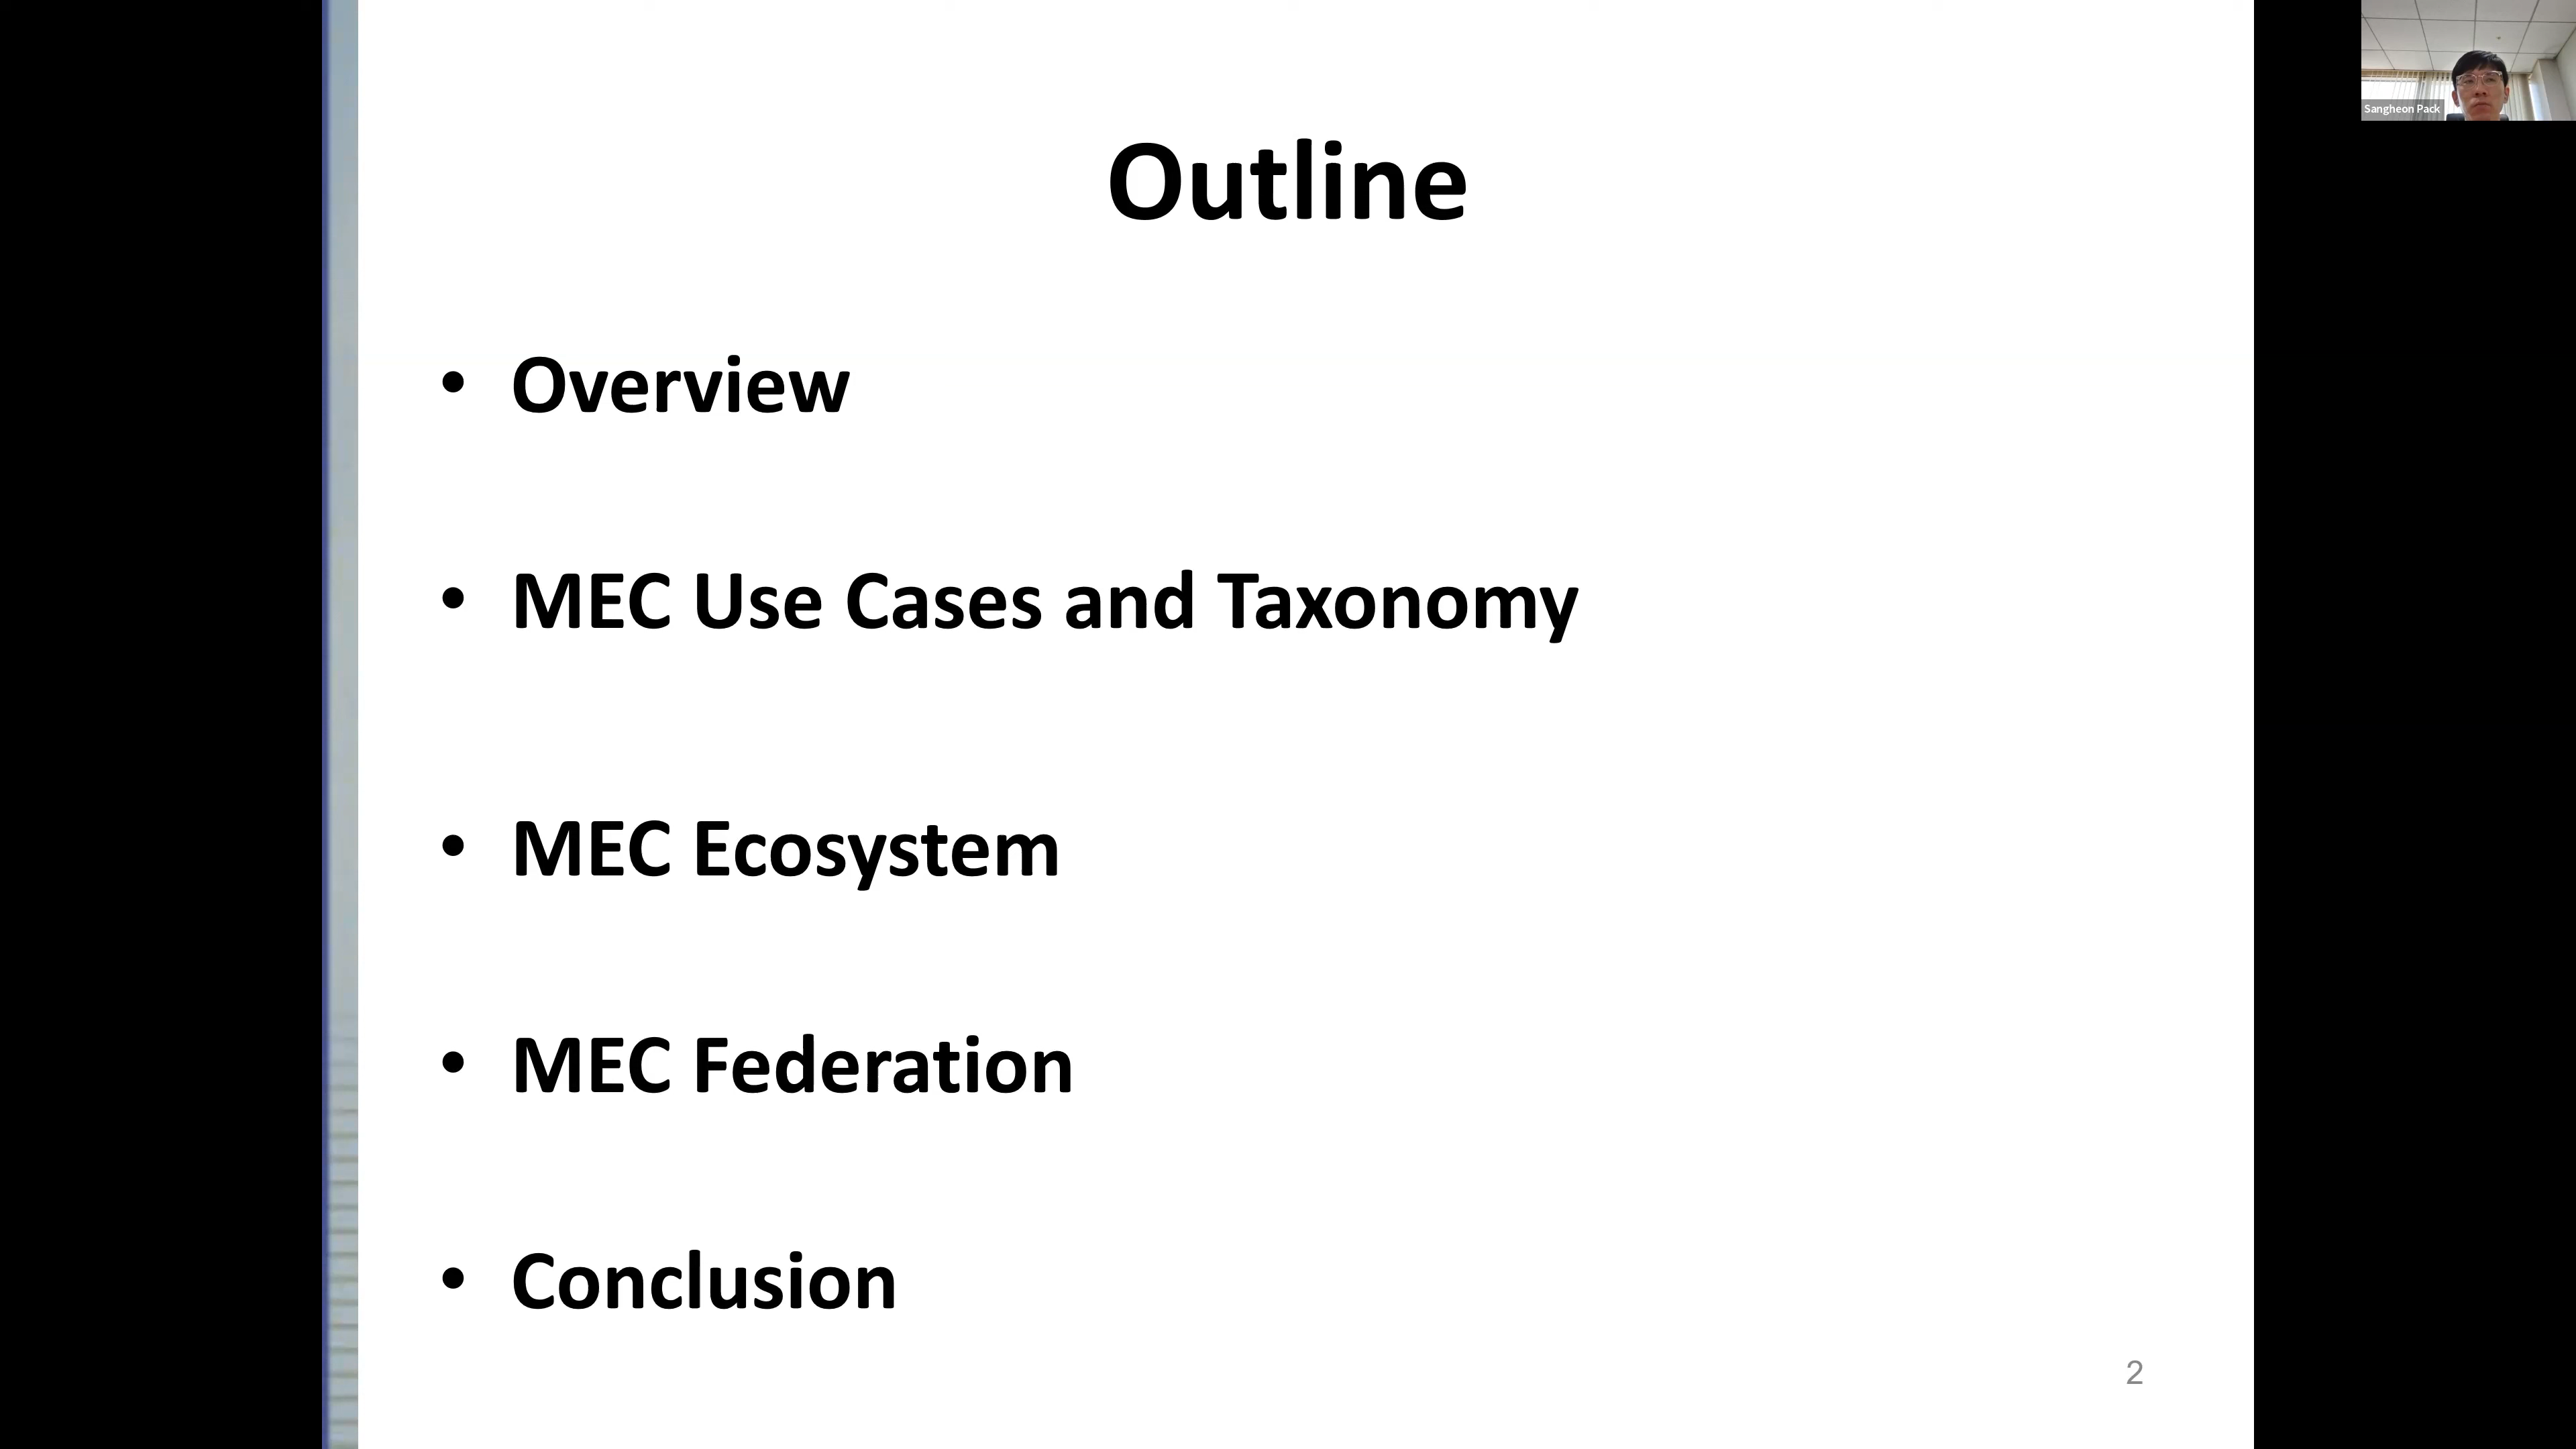 Outline
• Overview
• MEC Use Cases and Taxonomy
• MEC Ecosystem
• MEC Federation
• Conclusion
2
Sangheon Pack